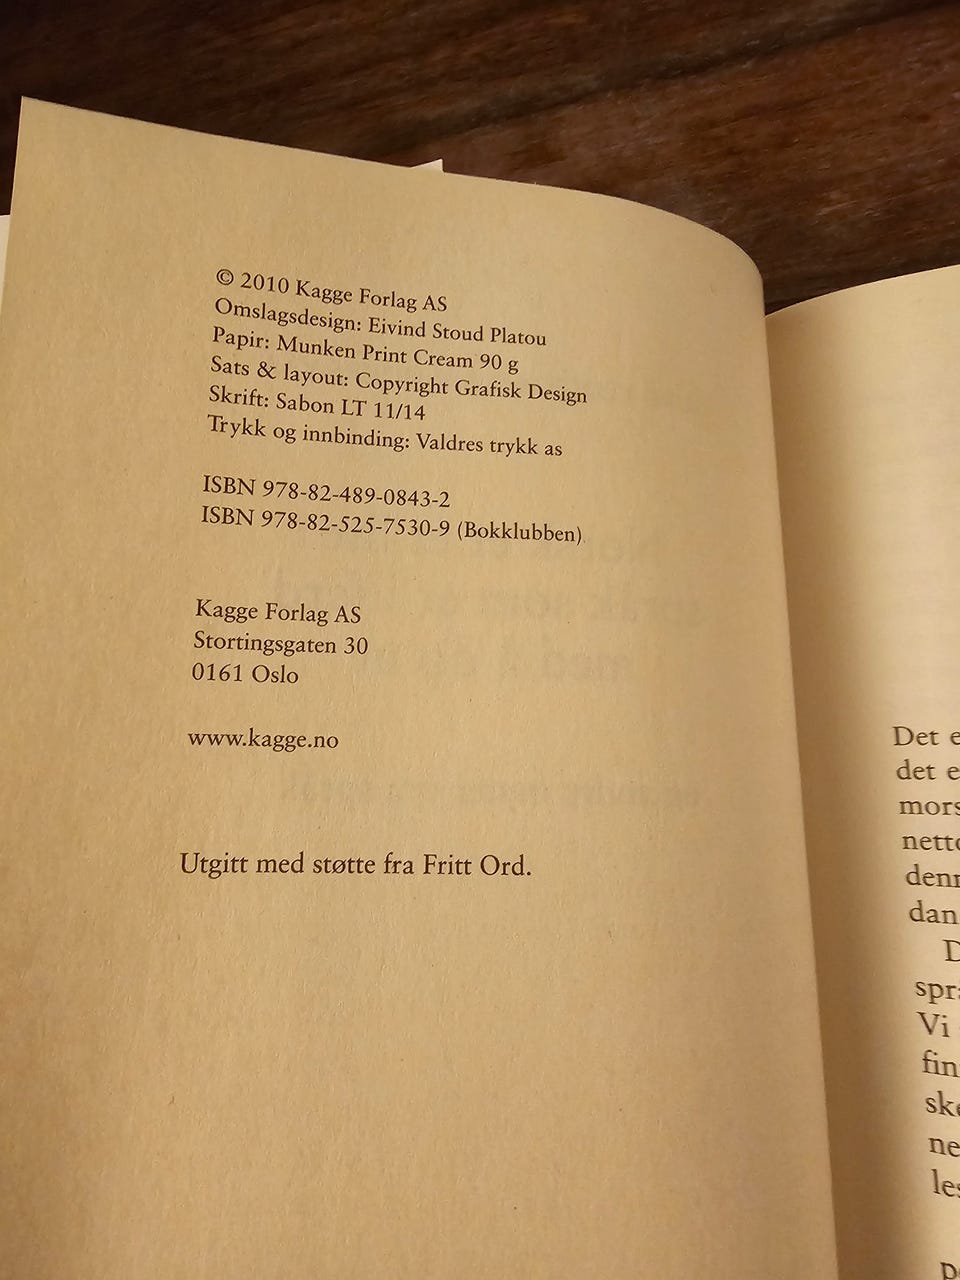 © 2010 Kagge Forlag AS
Omslagsdesign: Eivind Stoud Platou
Papir: Munken Print Cream 90 g
Sats & layout: Copyright Grafisk Design
Skrift: Sabon LT 11/14
Trykk og innbinding: Valdres trykk as
ISBN 978-82-489-0843-2
ISBN 978-82-525-7530-9 (Bokklubben)
Kagge Forlag AS
Stortingsgaten 30
0161 Oslo
www.kagge.no
Utgitt med støtte fra Fritt Ord.
Det
det
Vi